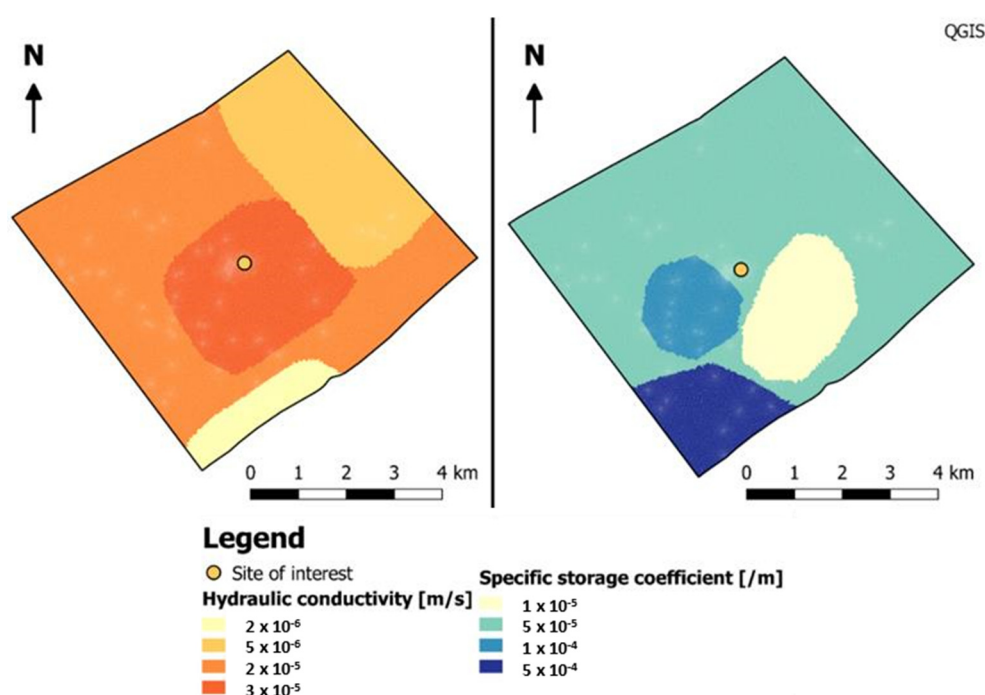 QGIS
N
N
0 1 2 3 4 km
0 1 2 3 4 km
Legend
Site of interest
Hydraulic conductivity [m/s]
2 x 10⁻⁶
5 x 10⁻⁶
2 x 10⁻⁵
3 x 10⁻⁵
Specific storage coefficient [/m]
1 x 10⁻⁵
5 x 10⁻⁵
1 x 10⁻⁴
5 x 10⁻⁴